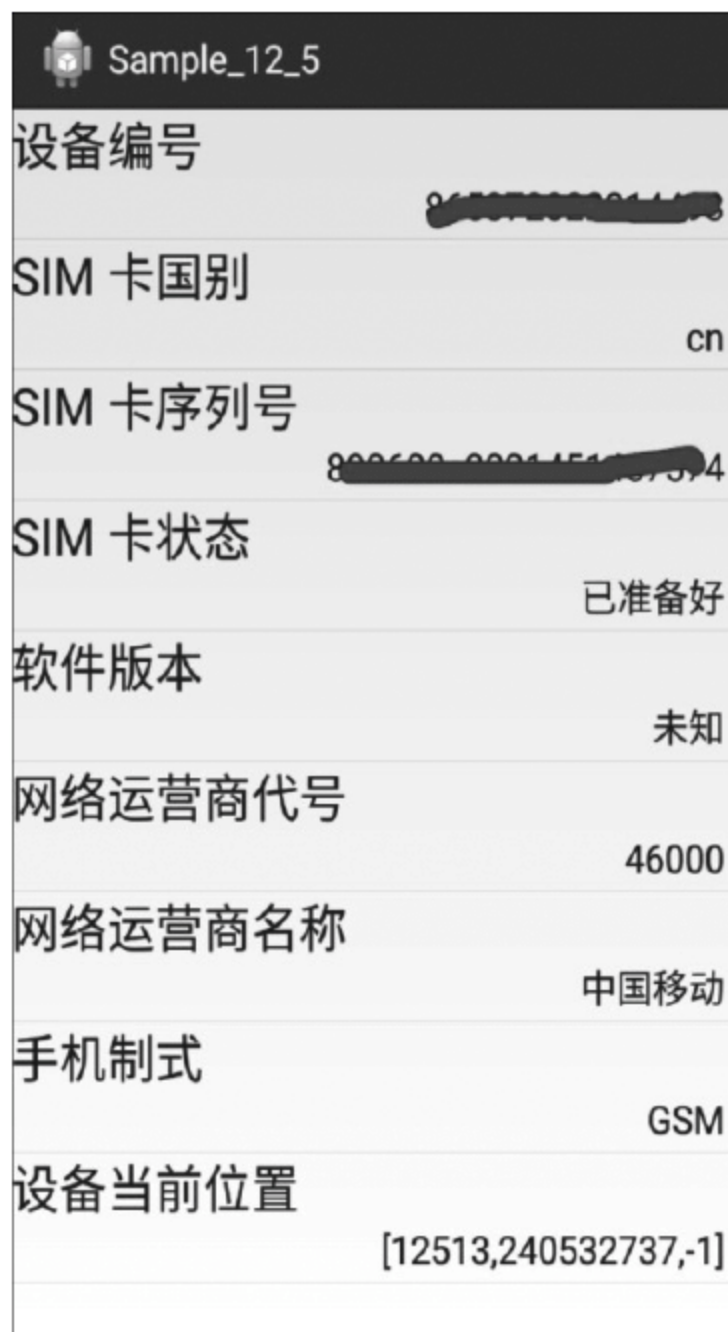 Sample_12_5
设备编号
SIM 卡国别
cn
SIM 卡序列号
SIM 卡状态
已准备好
软件版本
未知
网络运营商代号
46000
网络运营商名称
中国移动
手机制式
GSM
设备当前位置
[12513,240532737,-1]